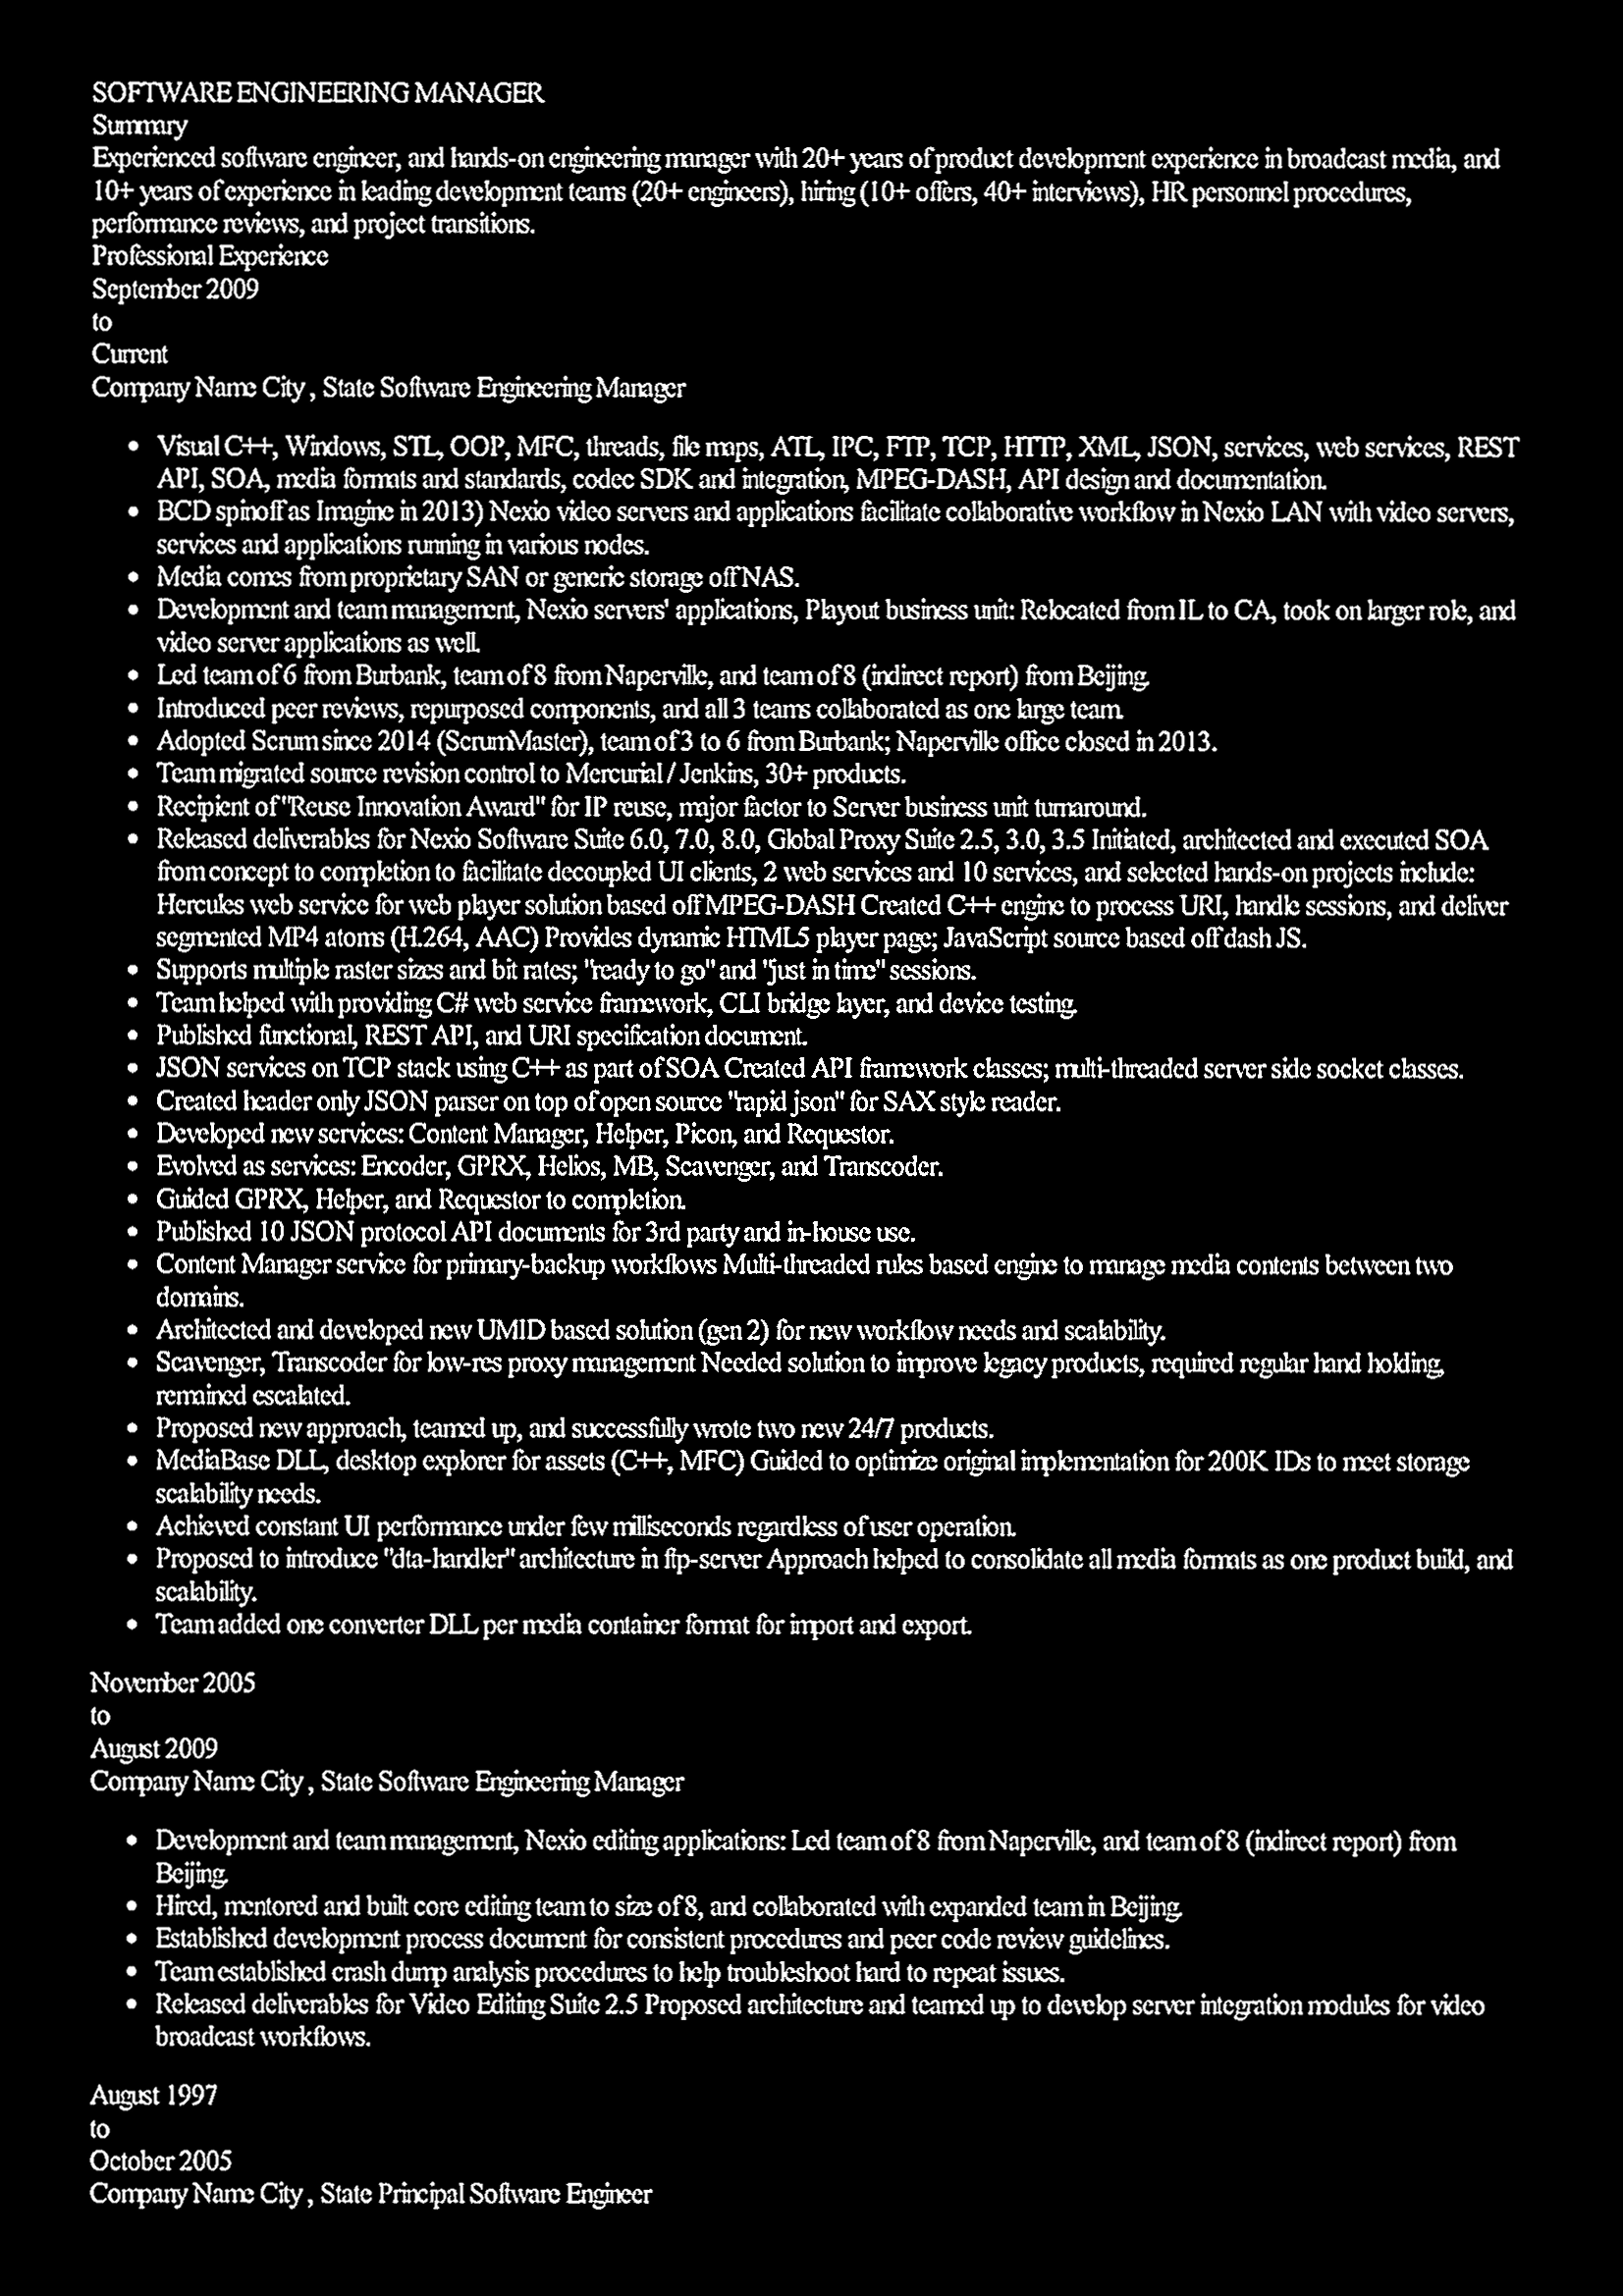 SOFTWARE ENGINEERING MANAGER
Summary
Experienced software engineer, and hands-on engineering manager with 20+ years of product development experience in broadcast media, and
10+ years of experience in leading development teams (20+ engineers), hiring (10+ offers, 40+ interviews), HR personnel procedures,
performance reviews, and project transitions.
Professional Experience
September 2009
to
Current
Company Name City , State Software Engineering Manager
• Visual C++, Windows, STL, OOP, MFC, threads, file maps, ATL, IPC, FTP, TCP, HTTP, XML, JSON, services, web services, REST
API, SOA, media formats and standards, codec SDK and integration, MPEG-DASH, API design and documentation.
• BCD spinoff as Imagine in 2013) Nexio video servers and applications facilitate collaborative workflow in Nexio LAN with video servers,
services and applications running in various nodes.
• Media comes from proprietary SAN or generic storage off NAS.
• Development and team management, Nexio servers' applications, Playout business unit: Relocated from IL to CA, took on larger role, and
video server applications as well.
• Led team of 6 from Burbank, team of 8 from Naperville, and team of 8 (indirect report) from Beijing.
• Introduced peer reviews, repurposed components, and all 3 teams collaborated as one large team.
• Adopted Scrum since 2014 (ScrumMaster), team of 3 to 6 from Burbank; Naperville office closed in 2013.
• Team migrated source revision control to Mercurial / Jenkins, 30+ products.
• Recipient of "Reuse Innovation Award" for IP reuse, major factor to Server business unit turnaround.
• Released deliverables for Nexio Software Suite 6.0, 7.0, 8.0, Global Proxy Suite 2.5, 3.0, 3.5 Initiated, architected and executed SOA
from concept to completion to facilitate decoupled UI clients, 2 web services and 10 services, and selected hands-on projects include:
Hercules web service for web player solution based off MPEG-DASH Created C++ engine to process URI, handle sessions, and deliver
segmented MP4 atoms (H.264, AAC) Provides dynamic HTML5 player page; JavaScript source based off dash JS.
• Supports multiple raster sizes and bit rates; "ready to go" and "just in time" sessions.
• Team helped with providing C# web service framework, CLI bridge layer, and device testing.
• Published functional, REST API, and URI specification document.
• JSON services on TCP stack using C++ as part of SOA Created API framework classes; multi-threaded server side socket classes.
• Created header only JSON parser on top of open source "rapid json" for SAX style reader.
• Developed new services: Content Manager, Helper, Picon, and Requestor.
• Evolved as services: Encoder, GPRX, Helios, MB, Scavenger, and Transcoder.
• Guided GPRX, Helper, and Requestor to completion.
• Published 10 JSON protocol API documents for 3rd party and in-house use.
• Content Manager service for primary-backup workflows Multi-threaded rules based engine to manage media contents between two
domains.
• Architected and developed new UMID based solution (gen 2) for new workflow needs and scalability.
• Scavenger, Transcoder for low-res proxy management Needed solution to improve legacy products, required regular hand holding,
remained escalated.
• Proposed new approach, teamed up, and successfully wrote two new 24/7 products.
• MediaBase DLL, desktop explorer for assets (C++, MFC) Guided to optimize original implementation for 200K IDs to meet storage
scalability needs.
• Achieved constant UI performance under few milliseconds regardless of user operation.
• Proposed to introduce "dta-handler" architecture in ftp-server Approach helped to consolidate all media formats as one product build, and
scalability.
• Team added one converter DLL per media container format for import and export.
November 2005
to
August 2009
Company Name City , State Software Engineering Manager
• Development and team management, Nexio editing applications: Led team of 8 from Naperville, and team of 8 (indirect report) from
Beijing.
• Hired, mentored and built core editing team to size of 8, and collaborated with expanded team in Beijing.
• Established development process document for consistent procedures and peer code review guidelines.
• Team established crash dump analysis procedures to help troubleshoot hard to repeat issues.
• Released deliverables for Video Editing Suite 2.5 Proposed architecture and teamed up to develop server integration modules for video
broadcast workflows.
August 1997
to
October 2005
Company Name City , State Principal Software Engineer